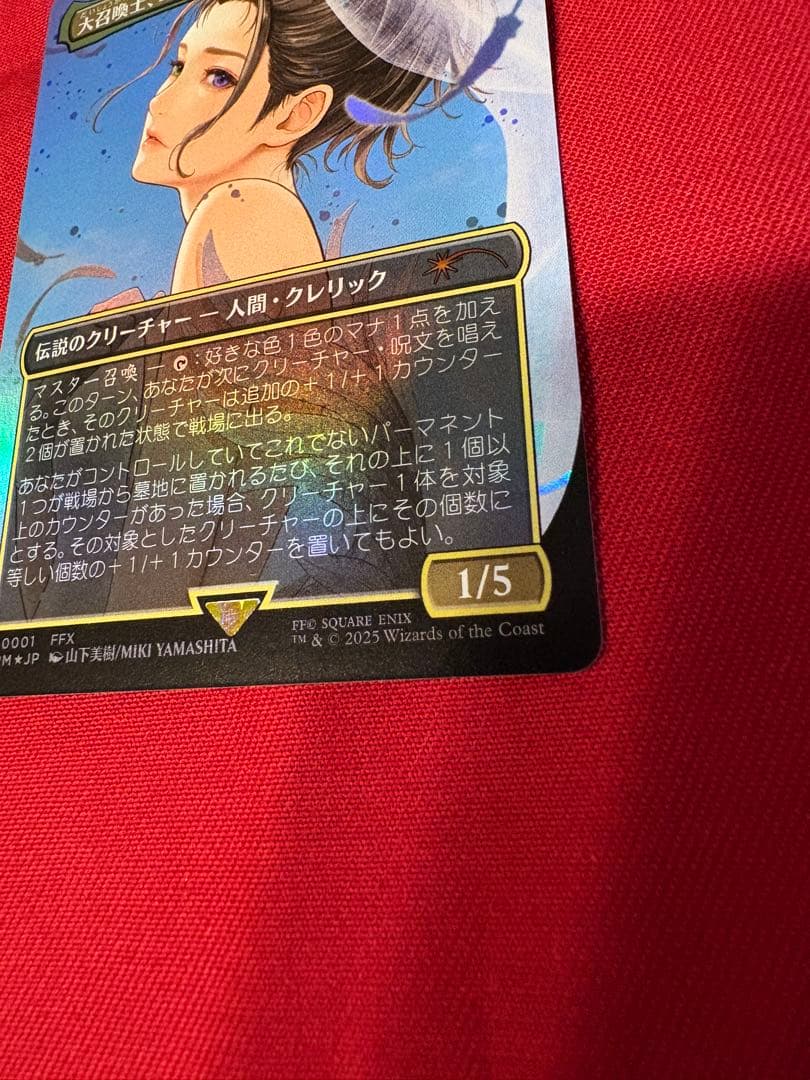 大召喚士、
伝説のクリーチャー — 人間・クレリック
マスター召喚 — :好きな色1色のマナ1点を加え
る。このターン、あなたが次にクリーチャー・呪文を唱え
たとき、そのクリーチャーは追加の+1/+1カウンター
2個が置かれた状態で戦場に出る。
あなたがコントロールしていてこれでないパーマネント
1つが戦場から墓地に置かれるたび、それの上に1個以
上のカウンターがあった場合、クリーチャー1体を対象
とする。その対象としたクリーチャーの上にその個数に
等しい個数の+1/+1カウンターを置いてもよい。
1/5
0001 FFX
M★JP 山下美樹/MIKI YAMASHITA
FF© SQUARE ENIX
™ & © 2025 Wizards of the Coast